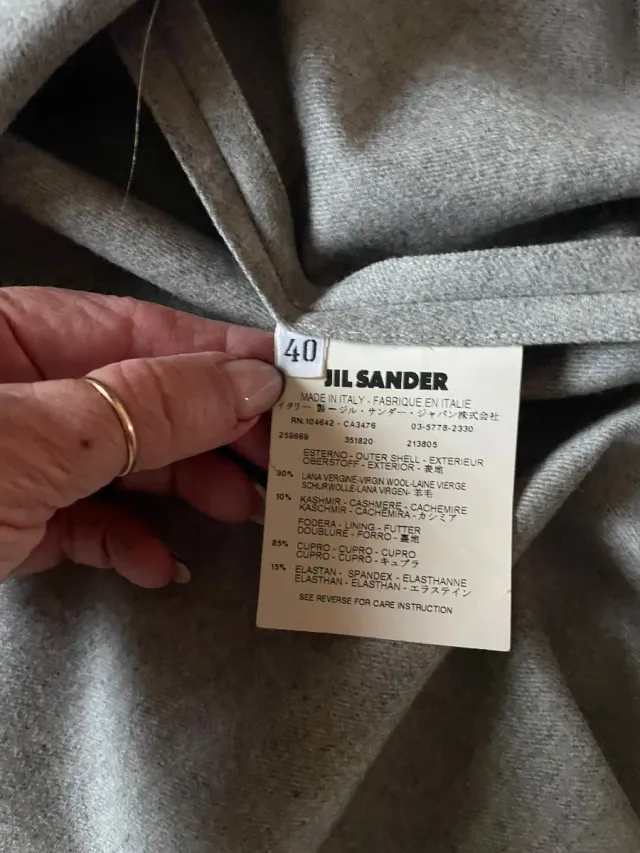 40
JIL SANDER
MADE IN ITALY - FABRIQUE EN ITALIE
イタリー 製 ー ジル・サンダー・ジャパン株式会社
RN.104642 - CA3476 03-5778-2330
259669 351820 213805
ESTERNO - OUTER SHELL - EXTERIEUR
OBERSTOFF - EXTERIOR - 表地
90% LANA VERGINE-VIRGIN WOOL-LAINE VIERGE
SCHURWOLLE-LANA VIRGEN- 羊毛
10% KASHMIR - CASHMERE - CACHEMIRE
KASCHMIR - CACHEMIRA - カシミア
FODERA - LINING - FUTTER
DOUBLURE - FORRO - 裏地
85% CUPRO - CUPRO - CUPRO
CUPRO - CUPRO - キュプラ
15% ELASTAN - SPANDEX - ELASTHANNE
ELASTHAN - ELASTHAN - エラステイン
SEE REVERSE FOR CARE INSTRUCTION